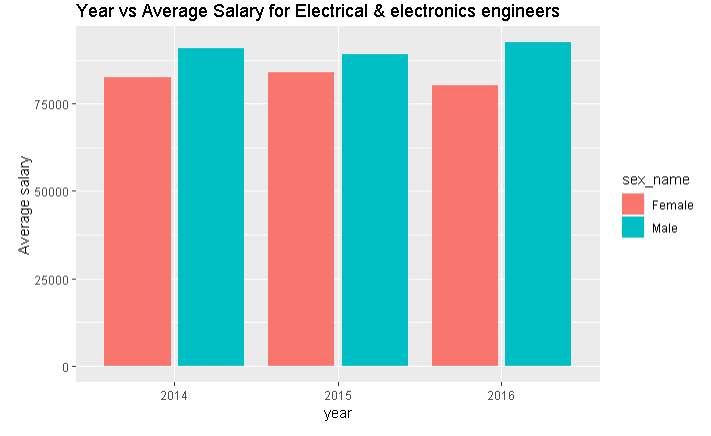 Year vs Average Salary for Electrical & electronics engineers
Average salary
75000
50000
25000
0
2014
2015
2016
year
sex_name
Female
Male